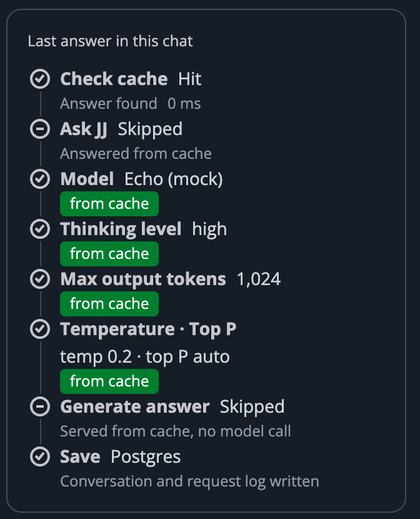 Last answer in this chat
Check cache Hit
Answer found 0 ms
Ask JJ Skipped
Answered from cache
Model Echo (mock)
from cache
Thinking level high
from cache
Max output tokens 1,024
from cache
Temperature · Top P
temp 0.2 · top P auto
from cache
Generate answer Skipped
Served from cache, no model call
Save Postgres
Conversation and request log written